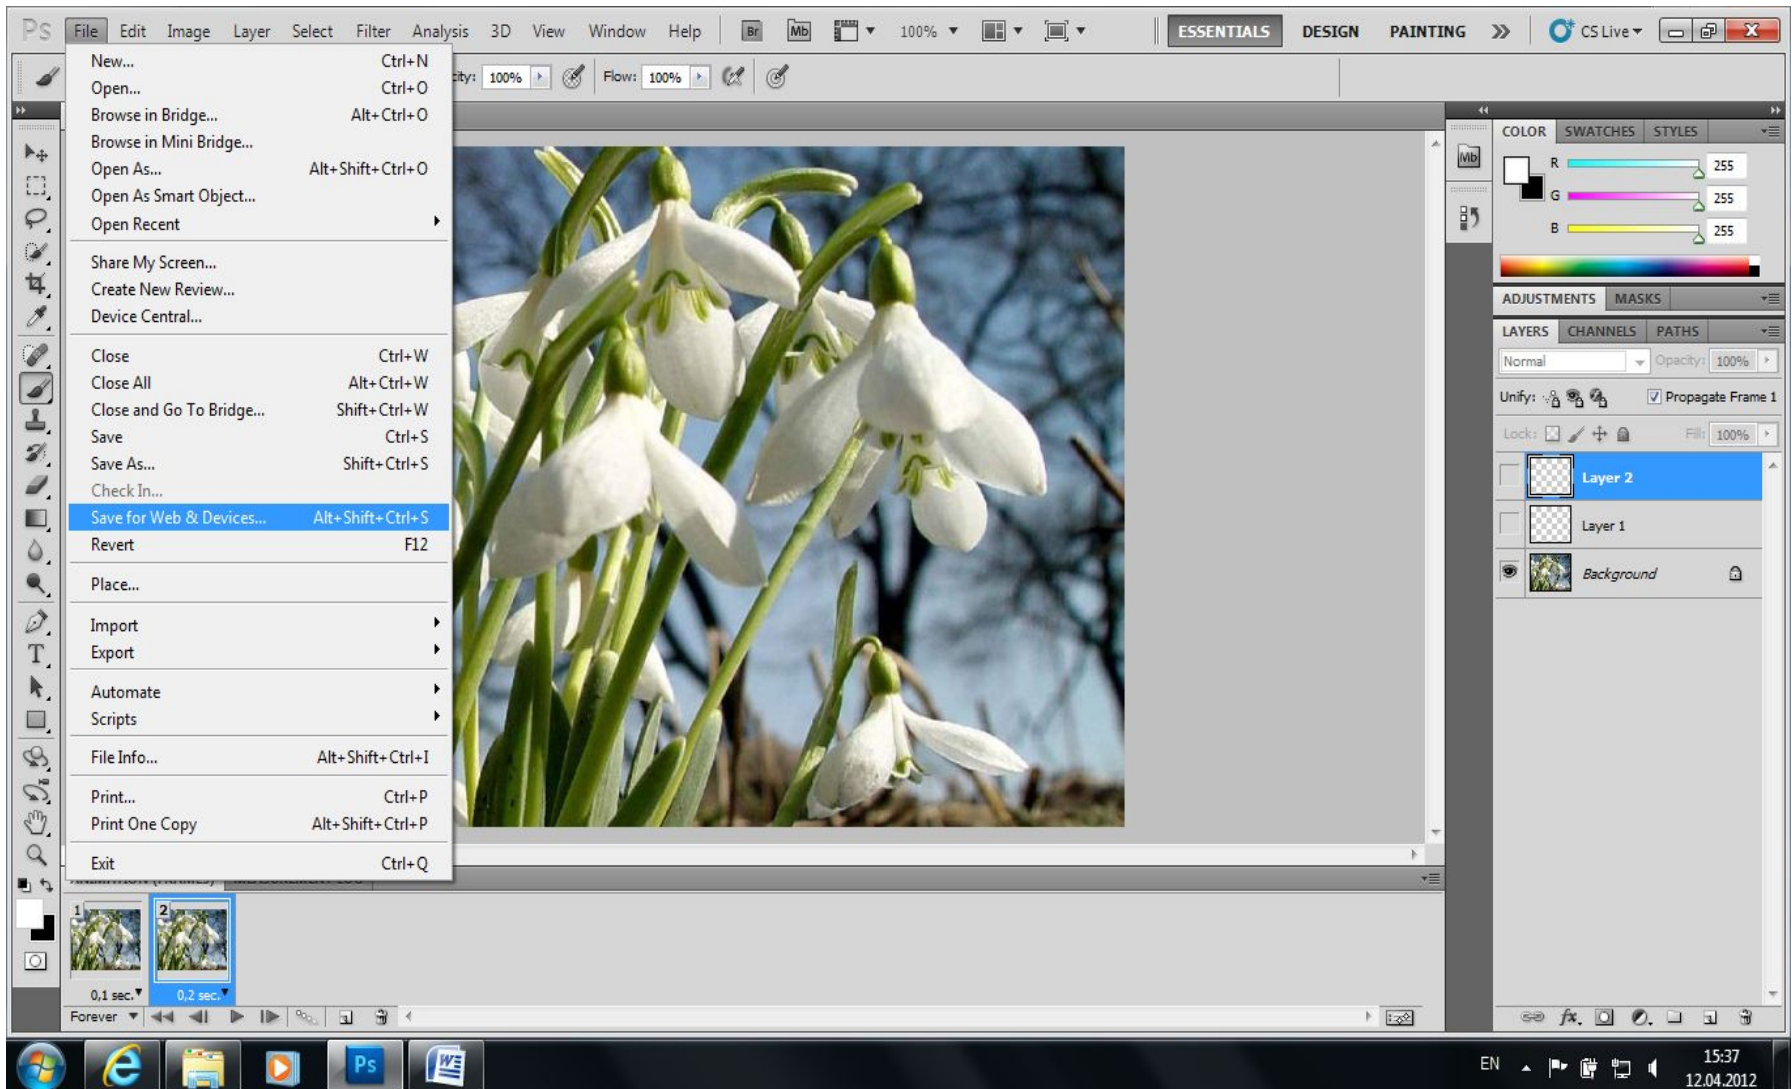 Ps File Edit Image Layer Select Filter Analysis 3D View Window Help Br Mb 100% ESSENTIALS DESIGN PAINTING CS Live
100% Flow: 100%
New... Ctrl+N
Open... Ctrl+O
Browse in Bridge... Alt+Ctrl+O
Browse in Mini Bridge...
Open As... Alt+Shift+Ctrl+O
Open As Smart Object...
Open Recent
Share My Screen...
Create New Review...
Device Central...
Close Ctrl+W
Close All Alt+Ctrl+W
Close and Go To Bridge... Shift+Ctrl+W
Save Ctrl+S
Save As... Shift+Ctrl+S
Check In...
Save for Web & Devices... Alt+Shift+Ctrl+S
Revert F12
Place...
Import
Export
Automate
Scripts
File Info... Alt+Shift+Ctrl+I
Print... Ctrl+P
Print One Copy Alt+Shift+Ctrl+P
Exit Ctrl+Q
Mb
COLOR SWATCHES STYLES
R 255
G 255
B 255
ADJUSTMENTS MASKS
LAYERS CHANNELS PATHS
Normal Opacity: 100%
Unify: Propagate Frame 1
Lock: Fill: 100%
Layer 2
Layer 1
Background
T
1 2
0,1 sec. 0,2 sec.
Forever
fx.
Ps W
EN 15:37
12.04.2012